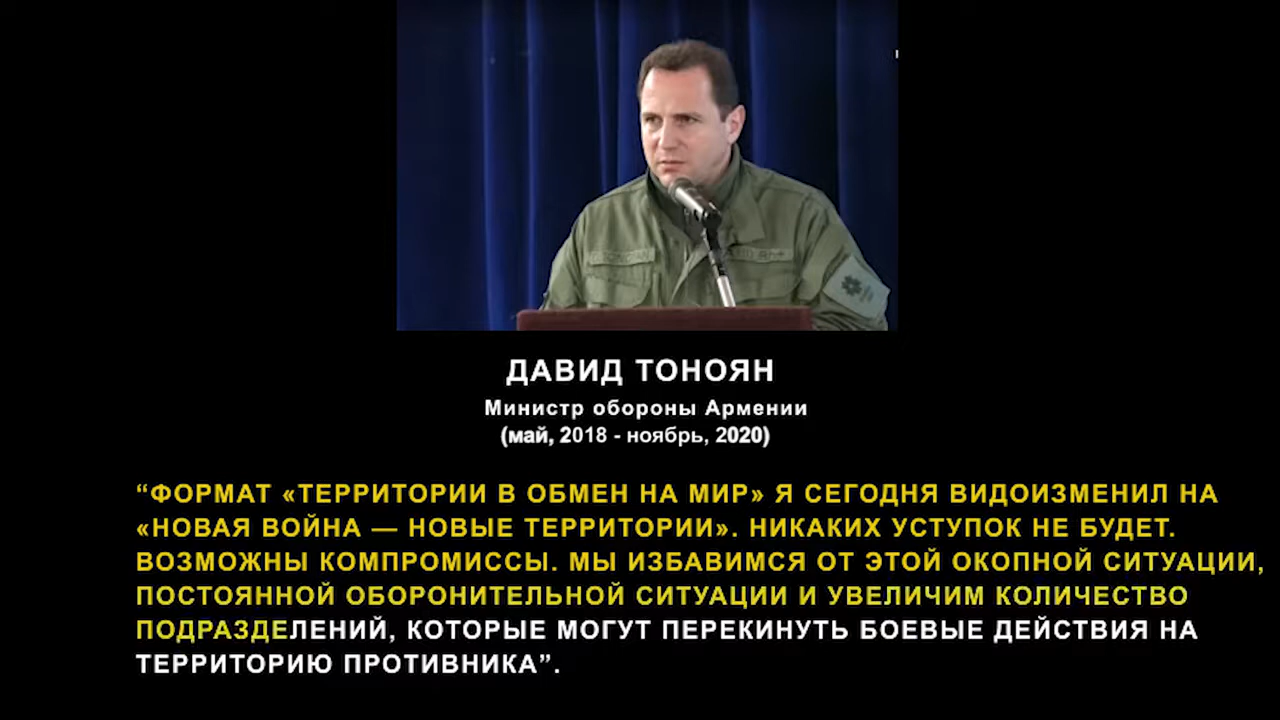 ДАВИД ТОНОЯН
Министр обороны Армении
(май, 2018 - ноябрь, 2020)
“ФОРМАТ «ТЕРРИТОРИИ В ОБМЕН НА МИР» Я СЕГОДНЯ ВИДОИЗМЕНИЛ НА
«НОВАЯ ВОЙНА — НОВЫЕ ТЕРРИТОРИИ». НИКАКИХ УСТУПОК НЕ БУДЕТ.
ВОЗМОЖНЫ КОМПРОМИССЫ. МЫ ИЗБАВИМСЯ ОТ ЭТОЙ ОКОПНОЙ СИТУАЦИИ,
ПОСТОЯННОЙ ОБОРОНИТЕЛЬНОЙ СИТУАЦИИ И УВЕЛИЧИМ КОЛИЧЕСТВО
ПОДРАЗДЕЛЕНИЙ, КОТОРЫЕ МОГУТ ПЕРЕКИНУТЬ БОЕВЫЕ ДЕЙСТВИЯ НА
ТЕРРИТОРИЮ ПРОТИВНИКА”.